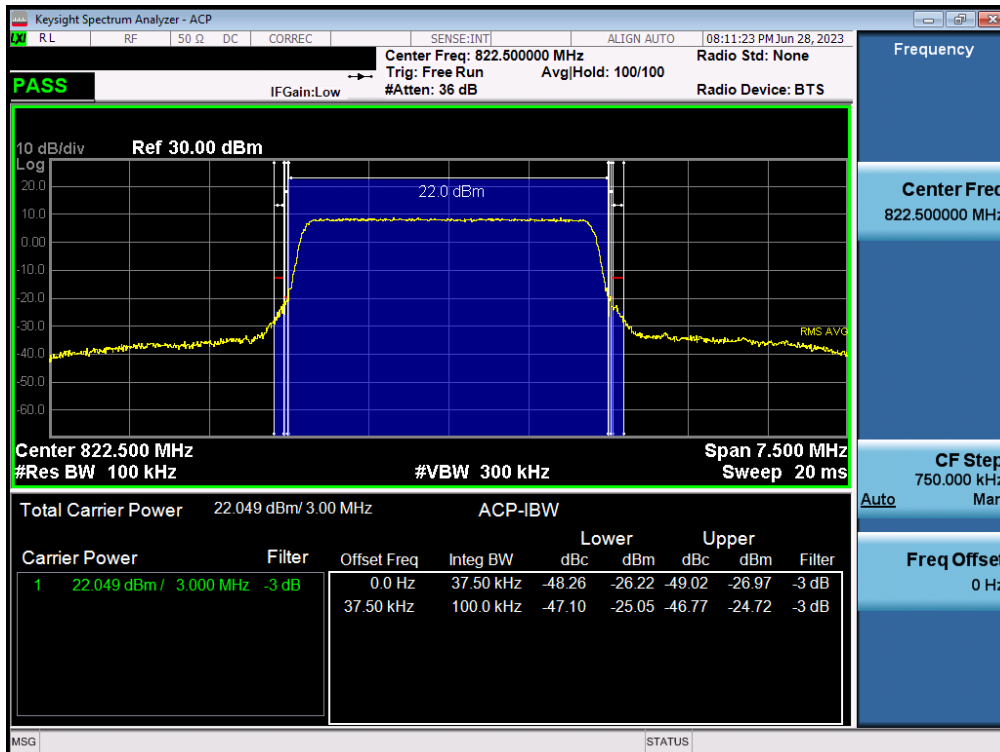 Keysight Spectrum Analyzer - ACP
LXI RL RF 50 Ω DC CORREC SENSE:INT ALIGN AUTO 08:11:23 PM Jun 28, 2023
Center Freq: 822.500000 MHz Radio Std: None
Trig: Free Run Avg|Hold: 100/100
PASS IFGain:Low #Atten: 36 dB Radio Device: BTS
10 dB/div Ref 30.00 dBm
Log
20.0
22.0 dBm
10.0
0.00
-10.0
-20.0
-30.0
RMS AVG
-40.0
-50.0
-60.0
Center 822.500 MHz Span 7.500 MHz
#Res BW 100 kHz #VBW 300 kHz Sweep 20 ms
Total Carrier Power 22.049 dBm/ 3.00 MHz ACP-IBW
Lower Upper
Carrier Power Filter Offset Freq Integ BW dBc dBm dBc dBm Filter
1 22.049 dBm / 3.000 MHz -3 dB 0.0 Hz 37.50 kHz -48.26 -26.22 -49.02 -26.97 -3 dB
37.50 kHz 100.0 kHz -47.10 -25.05 -46.77 -24.72 -3 dB
MSG STATUS
Frequency
Center Freq
822.500000 MHz
CF Step
750.000 kHz
Auto Man
Freq Offset
0 Hz